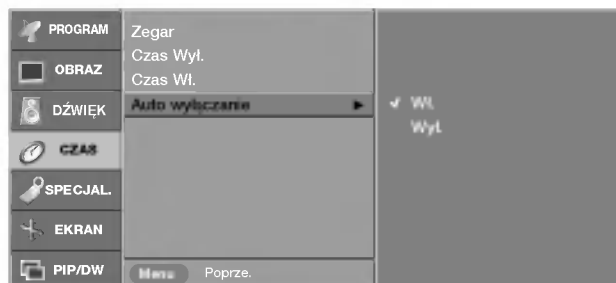 PROGRAM
OBRAZ
DŹWIĘK
CZAS
SPECJAL.
EKRAN
PIP/DW
Zegar
Czas Wył.
Czas Wł.
Auto wyłączanie
Menu Poprze.
Wł.
Wył.